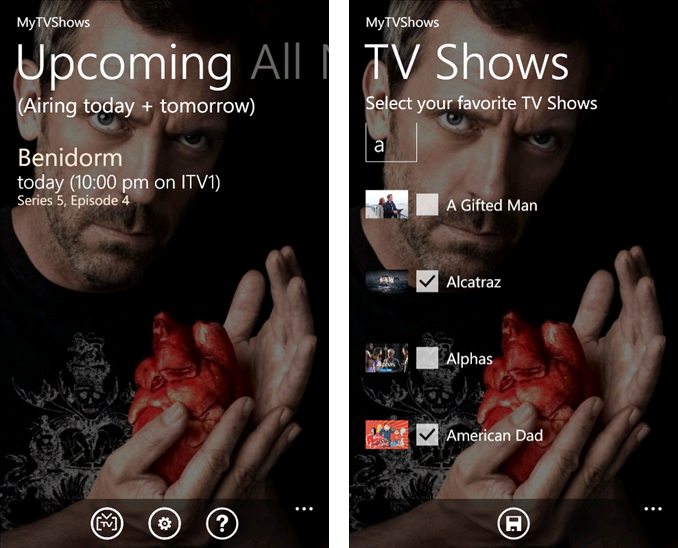 MyTVShows
Upcoming All
(Airing today + tomorrow)
Benidorm
today (10:00 pm on ITV1)
Series 5, Episode 4
TV
?
MyTVShows
TV Shows
Select your favorite TV Shows
a
A Gifted Man
Alcatraz
Alphas
American Dad